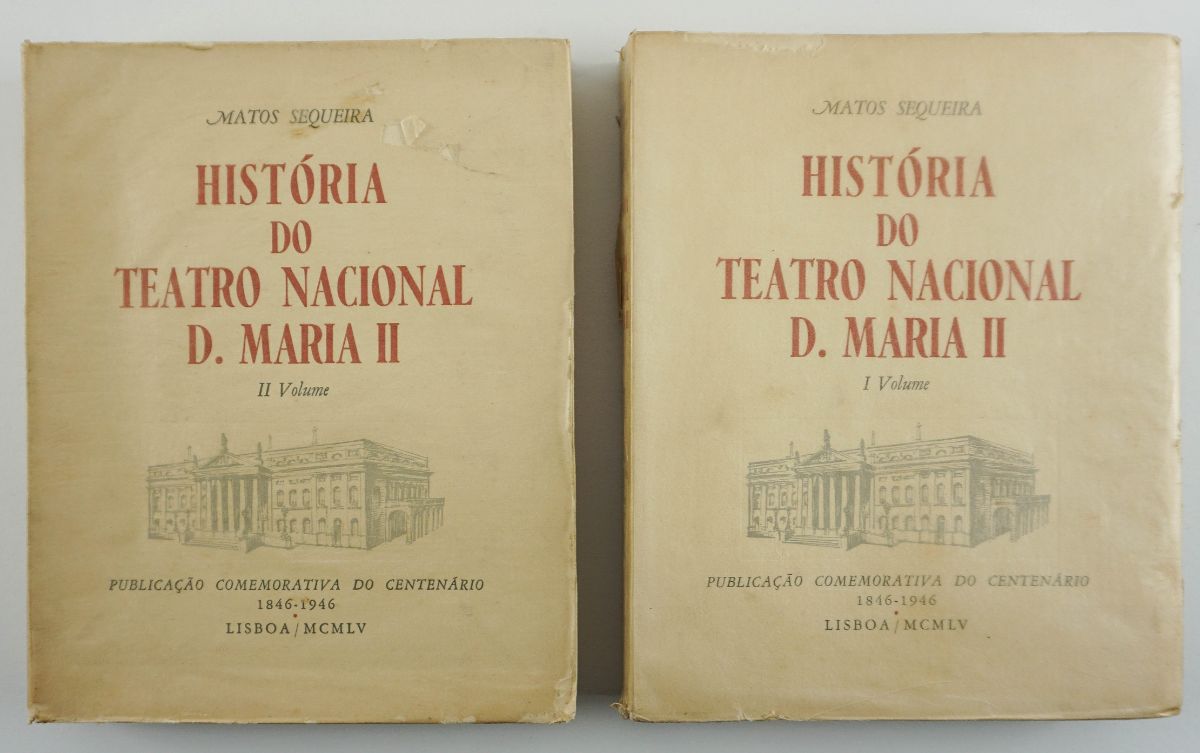 MATOS SEQUEIRA
HISTÓRIA
DO
TEATRO NACIONAL
D. MARIA II
II Volume
PUBLICAÇÃO COMEMORATIVA DO CENTENÁRIO
1846-1946
LISBOA / MCMLV
MATOS SEQUEIRA
HISTÓRIA
DO
TEATRO NACIONAL
D. MARIA II
I Volume
PUBLICAÇÃO COMEMORATIVA DO CENTENÁRIO
1846-1946
LISBOA / MCMLV